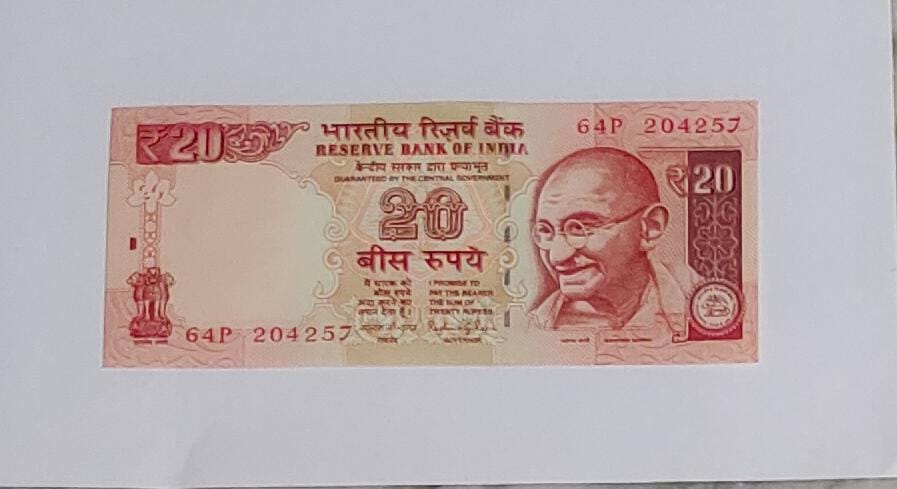 ₹20
भारतीय रिज़र्व बैंक
RESERVE BANK OF INDIA
केन्द्रीय सरकार द्वारा प्रत्याभूत
GUARANTEED BY THE CENTRAL GOVERNMENT
64P 204257
₹20
20
बीस रुपये
मैं धारक को
बीस रुपये
अदा करने का
वचन देता हूँ।
I PROMISE TO
PAY THE BEARER
THE SUM OF
TWENTY RUPEES
64P 204257
GOVERNOR